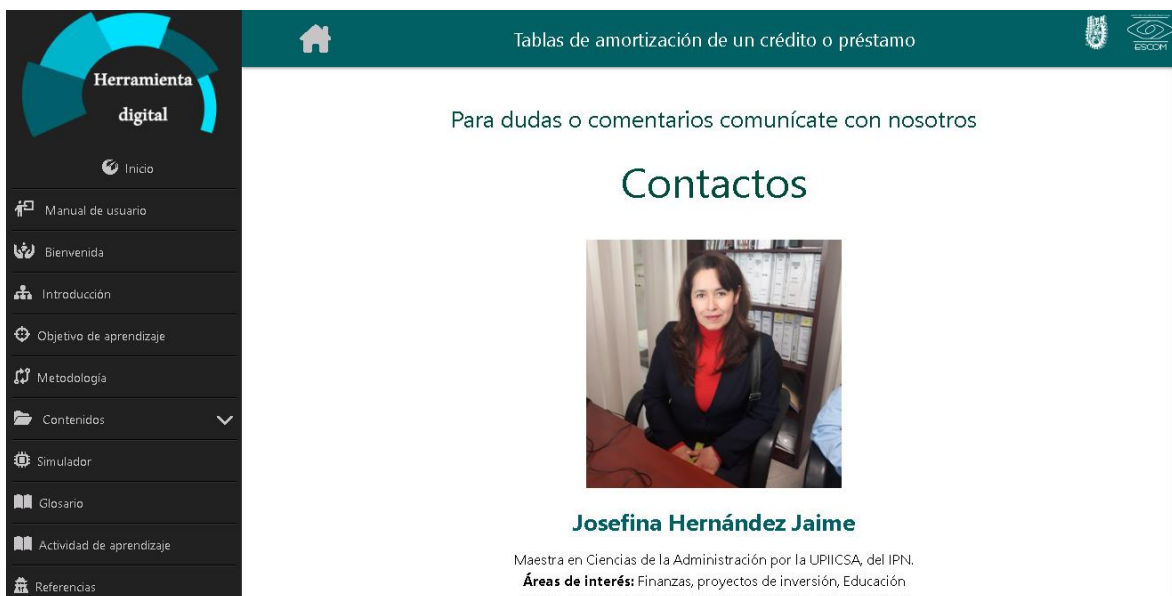 Herramienta
digital
Inicio
Manual de usuario
Bienvenida
Introducción
Objetivo de aprendizaje
Metodología
Contenidos
Simulador
Glosario
Actividad de aprendizaje
Referencias
Tablas de amortización de un crédito o préstamo
ESCOM
Para dudas o comentarios comunícate con nosotros
Contactos
Josefina Hernández Jaime
Maestra en Ciencias de la Administración por la UPIICSA, del IPN.
Áreas de interés: Finanzas, proyectos de inversión, Educación